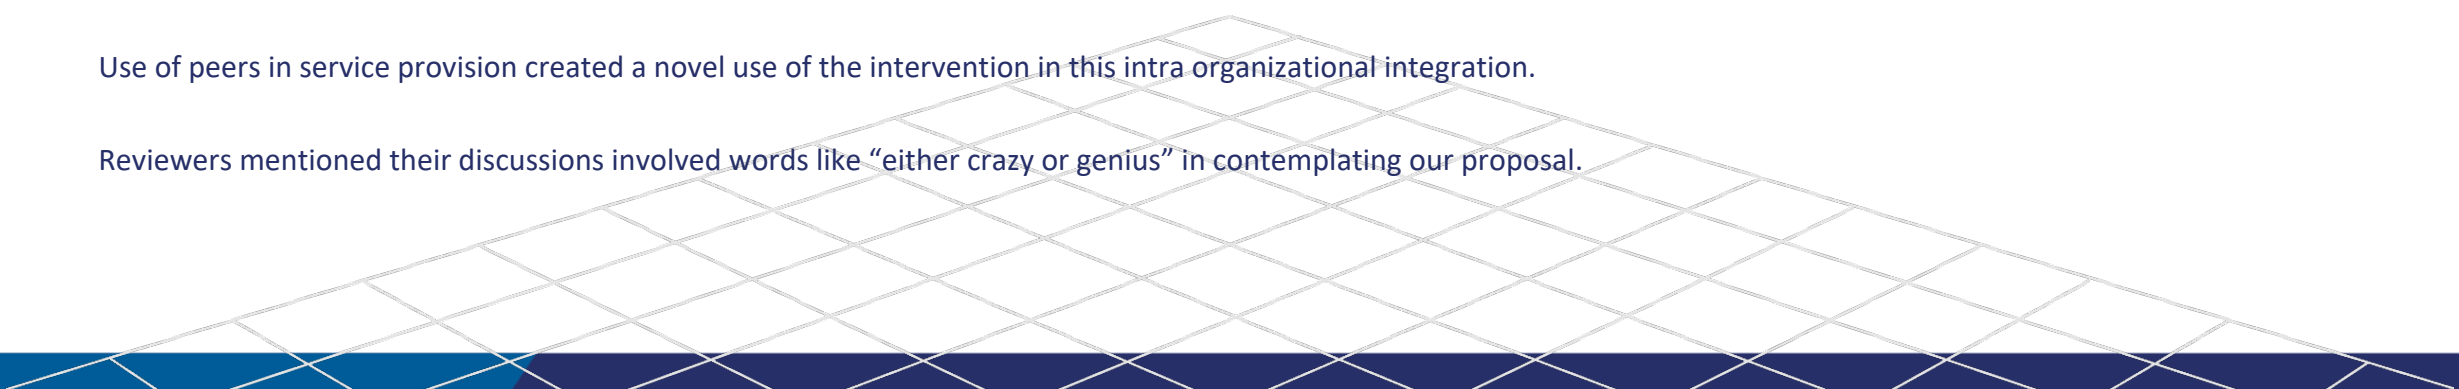 Use of peers in service provision created a novel use of the intervention in this intra organizational integration.
Reviewers mentioned their discussions involved words like “either crazy or genius” in contemplating our proposal.